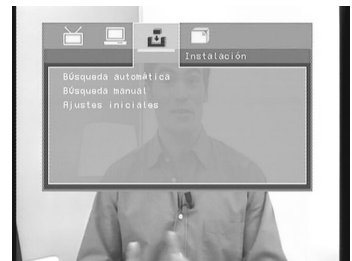 Instalación
Búsqueda automática
Búsqueda manual
Ajustes iniciales